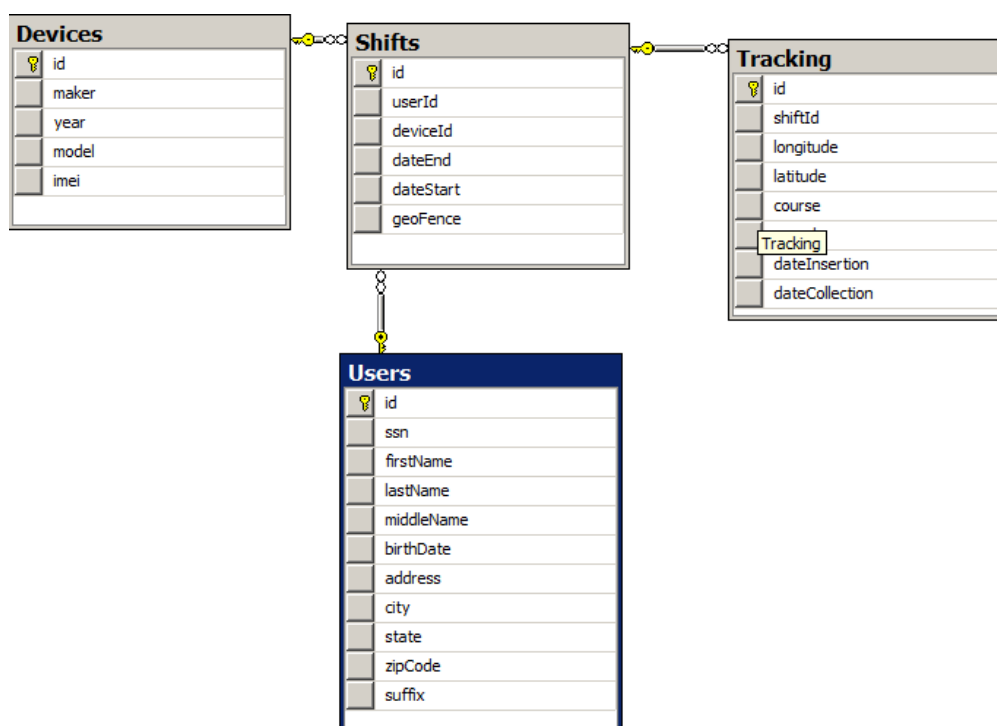 Devices
id
maker
year
model
imei
Shifts
id
userId
deviceId
dateEnd
dateStart
geoFence
Tracking
id
shiftId
longitude
latitude
course
Tracking
dateInsertion
dateCollection
Users
id
ssn
firstName
lastName
middleName
birthDate
address
city
state
zipCode
suffix